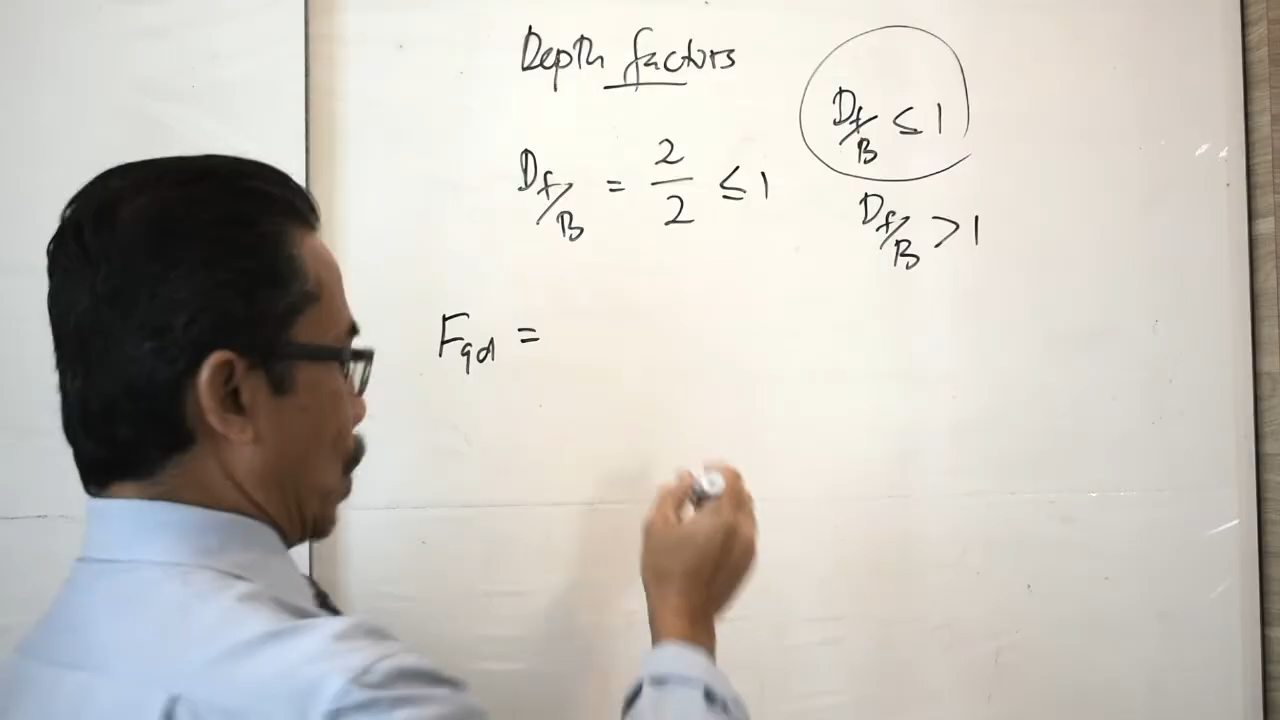 Depth factors
Df/B ≤ 1
Df/B = 2/2 ≤ 1
Df/B > 1
Fqd =